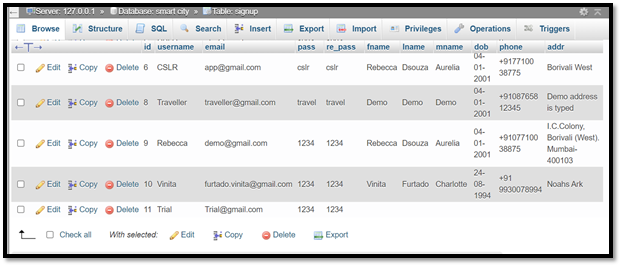 Server: 127.0.0.1 » Database: smart city » Table: signup
Browse Structure SQL Search Insert Export Import Privileges Operations Triggers
←T→ id username email pass re_pass fname lname mname dob phone addr
Edit Copy Delete 6 CSLR app@gmail.com cslr cslr Rebecca Dsouza Aurelia 04-01-2001 +9177100 38775 Borivali West
Edit Copy Delete 8 Traveller traveller@gmail.com travel travel Demo Demo Demo 04-01-2001 +91087658 12345 Demo address is typed
Edit Copy Delete 9 Rebecca demo@gmail.com 1234 1234 Rebecca Dsouza Aurelia 04-01-2001 +91077100 38775 I.C.Colony, Borivali (West). Mumbai-400103
Edit Copy Delete 10 Vinita furtado.vinita@gmail.com 1234 1234 Vinita Furtado Charlotte 24-08-1994 +91 9930078994 Noahs Ark
Edit Copy Delete 11 Trial Trial@gmail.com 1234 1234
Check all With selected: Edit Copy Delete Export